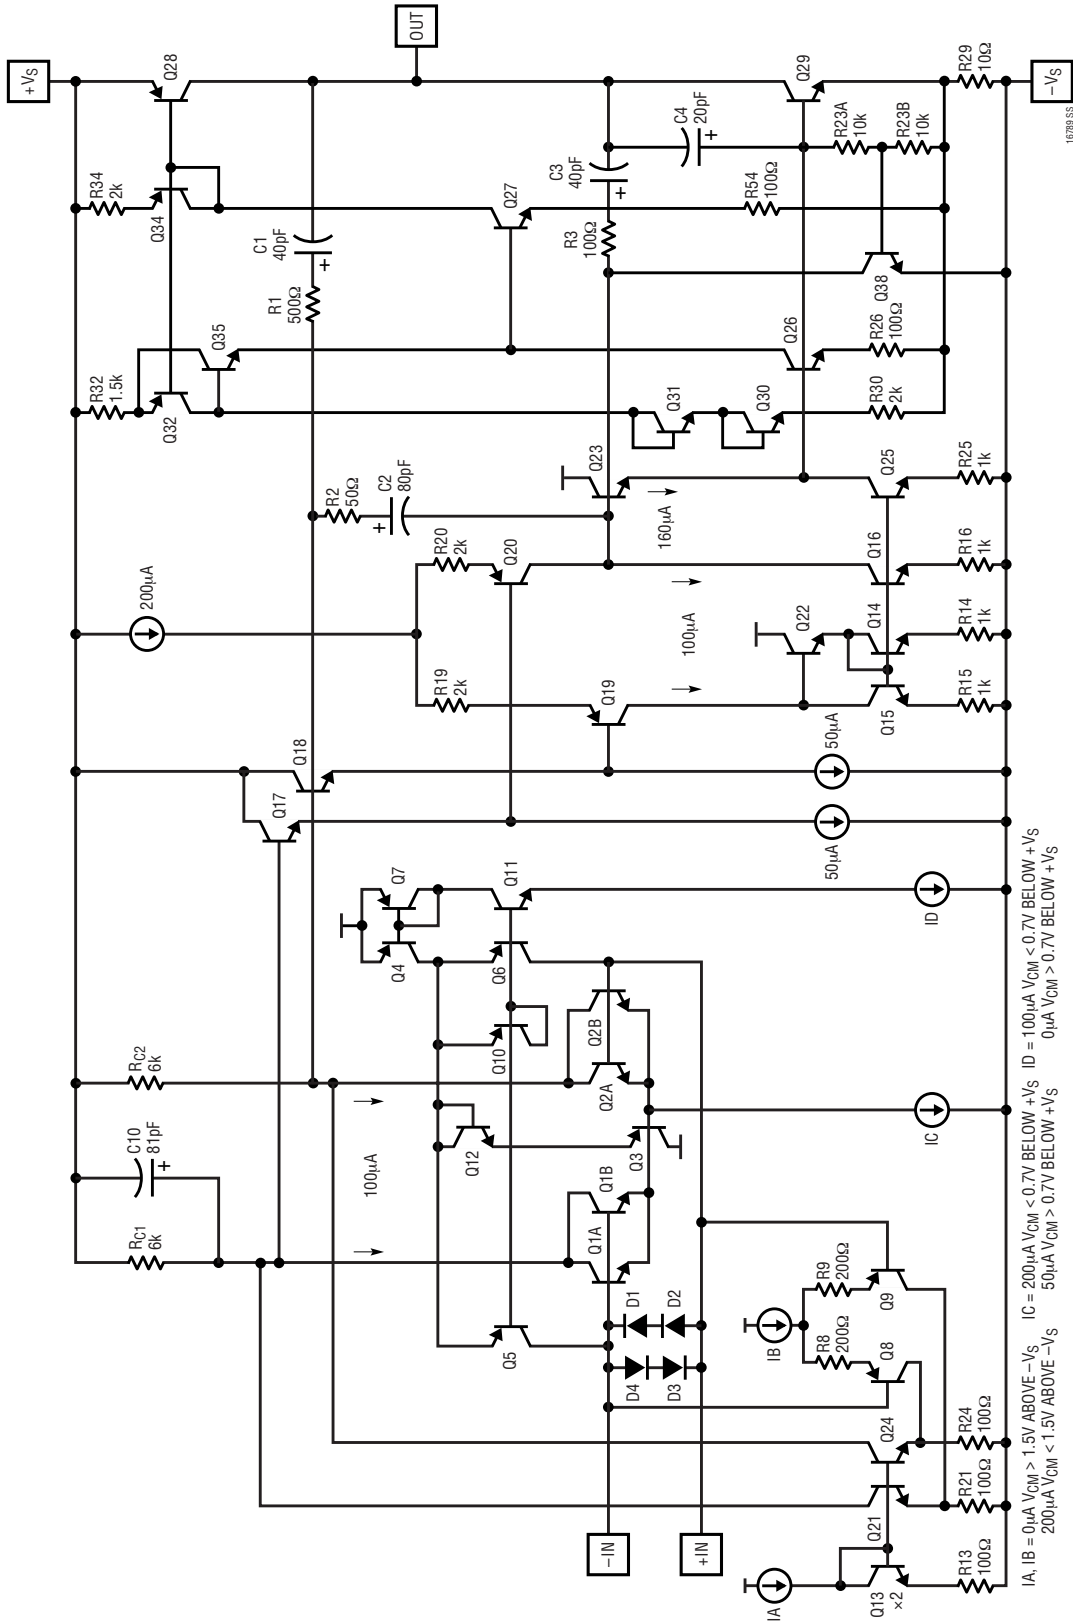 +VS
R34
2k
Q34
Q28
R32
1.5k
Q32
Q35
R1
500Ω
C1
40pF
OUT
R2
50Ω
C2
80pF
200µA
R20
2k
Q20
R19
2k
Q19
Q18
Q17
Q27
R3
100Ω
C3
40pF
C4
20pF
Q29
Q23
160µA
100µA
Q31
Q30
Q26
R54
100Ω
R23A
10k
R23B
10k
Q38
R29
10Ω
R26
100Ω
R30
2k
Q22
Q25
Q16
Q14
Q15
R25
1k
R16
1k
R14
1k
R15
1k
50µA
50µA
–VS
RC2
6k
C10
81pF
RC1
6k
100µA
Q7
Q4
Q11
Q6
Q10
Q12
Q5
Q2B
Q2A
Q3
Q1B
Q1A
D1
D2
D4
D3
ID
IC
IB
R9
200Ω
R8
200Ω
Q9
Q8
Q24
Q21
–IN
+IN
IA
Q13
×2
R24
100Ω
R21
100Ω
R13
100Ω
IA, IB = 0µA VCM > 1.5V ABOVE –VS
200µA VCM < 1.5V ABOVE –VS
IC = 200µA VCM < 0.7V BELOW +VS
50µA VCM > 0.7V BELOW +VS
ID = 100µA VCM < 0.7V BELOW +VS
0µA VCM > 0.7V BELOW +VS
16789 SS